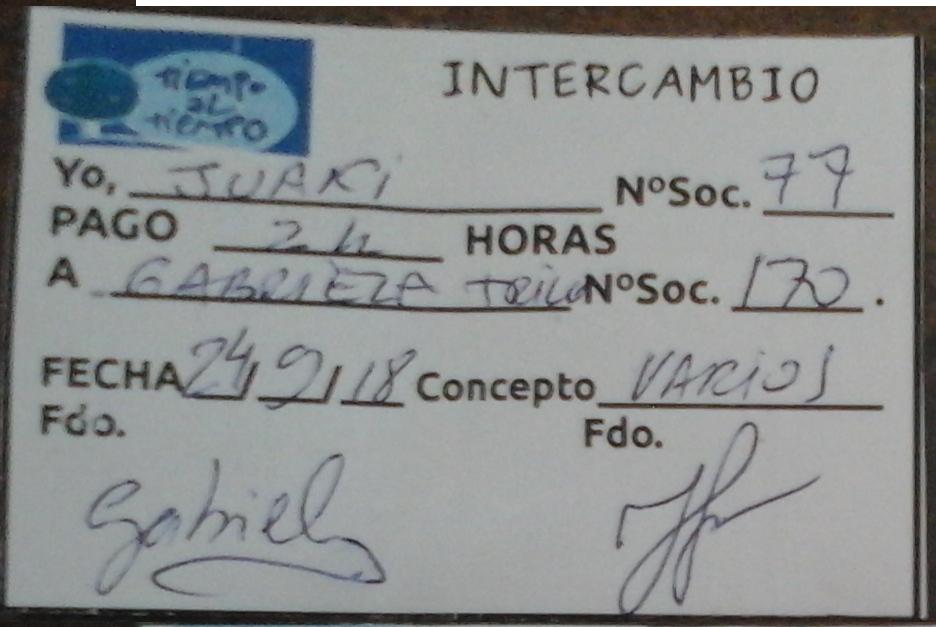 tiempo
al
tiempo
INTERCAMBIO
Yo, JUAKi NºSoc. 77
PAGO 2 h HORAS
A GABRIELA NºSoc. 170.
FECHA 24/9/18 Concepto VARIOS
Fdo. Fdo.
Gabriel